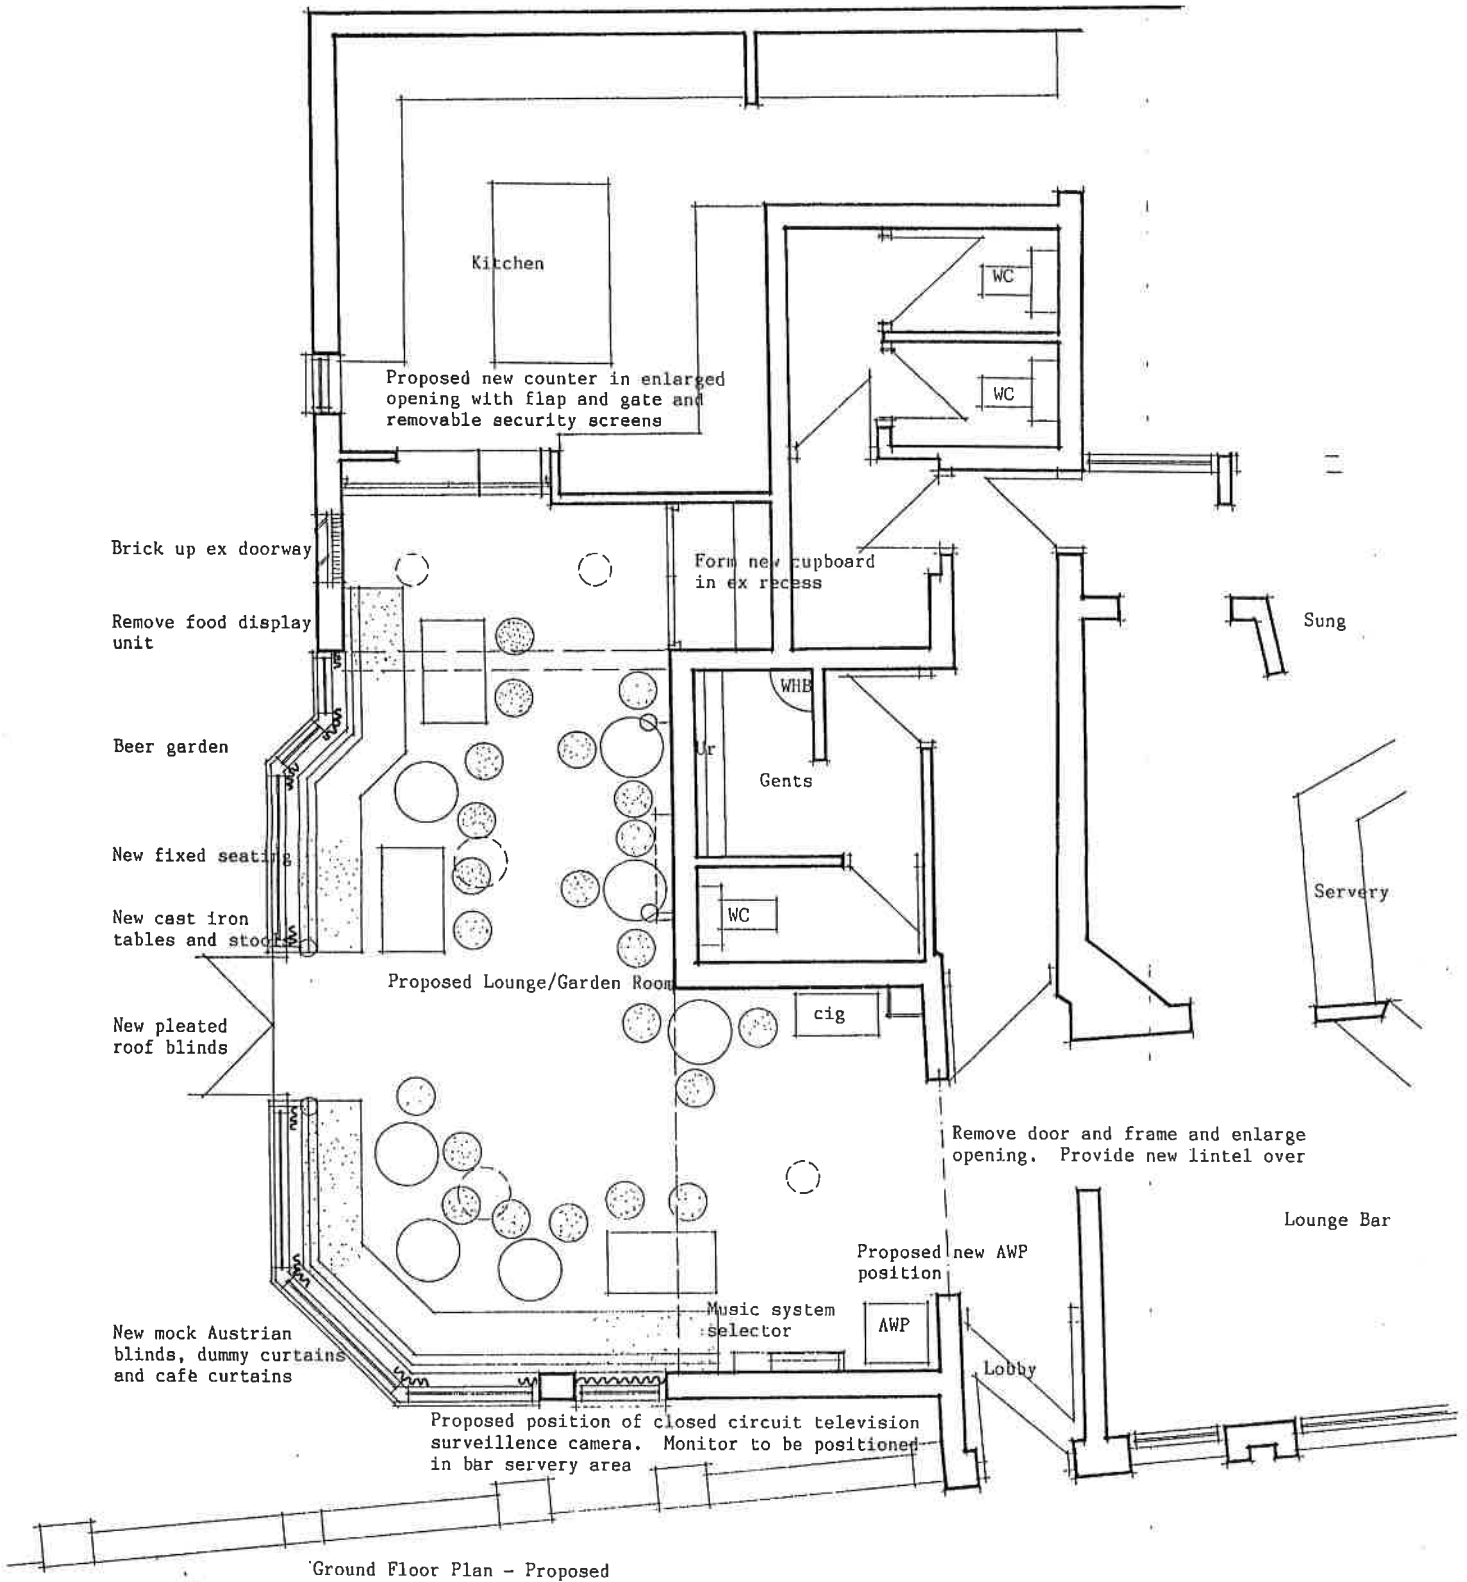 WC
Kitchen
Proposed new counter in enlarged
opening with flap and gate and
removable security screens
WC
Brick up ex doorway
Form new cupboard
in ex recess
Remove food display
unit
Sung
WHB
Beer garden
Ur
Gents
New fixed seating
Servery
New cast iron
tables and stools
WC
Proposed Lounge/Garden Room
cig
New pleated
roof blinds
Remove door and frame and enlarge
opening. Provide new lintel over
Lounge Bar
Proposed new AWP
position
Music system
selector
AWP
New mock Austrian
blinds, dummy curtains
and cafe curtains
Lobby
Proposed position of closed circuit television
surveillence camera. Monitor to be positioned
in bar servery area
Ground Floor Plan - Proposed